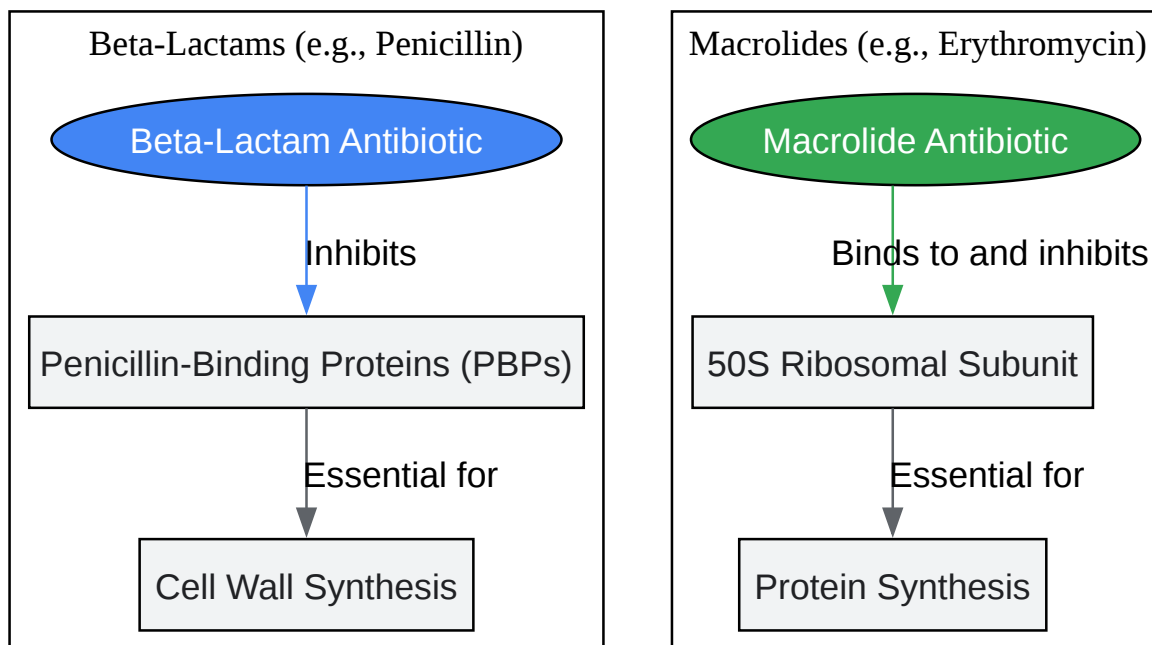 Beta-Lactams (e.g., Penicillin)
Beta-Lactam Antibiotic
Inhibits
Penicillin-Binding Proteins (PBPs)
Essential for
Cell Wall Synthesis
Macrolides (e.g., Erythromycin)
Macrolide Antibiotic
Binds to and inhibits
50S Ribosomal Subunit
Essential for
Protein Synthesis